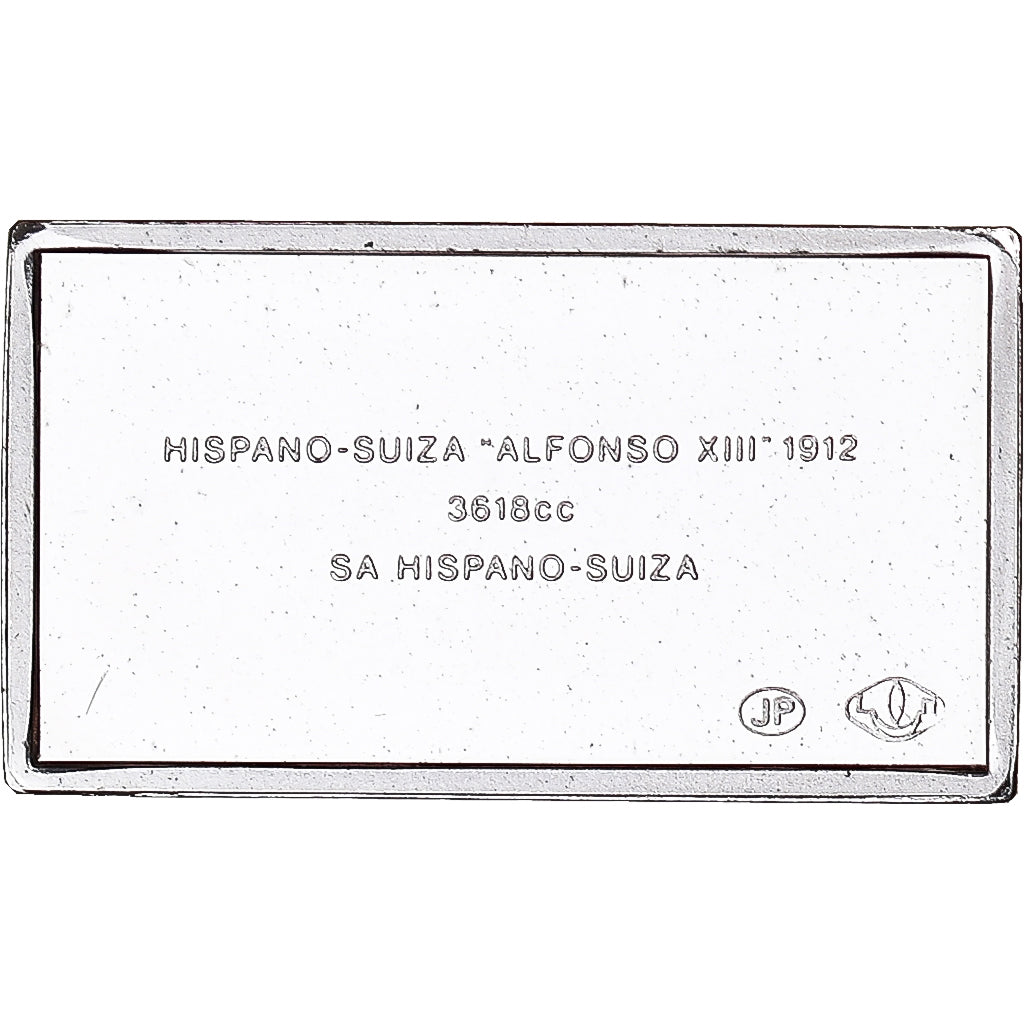 HISPANO-SUIZA "ALFONSO XIII" 1912
3618cc
SA HISPANO-SUIZA
JP